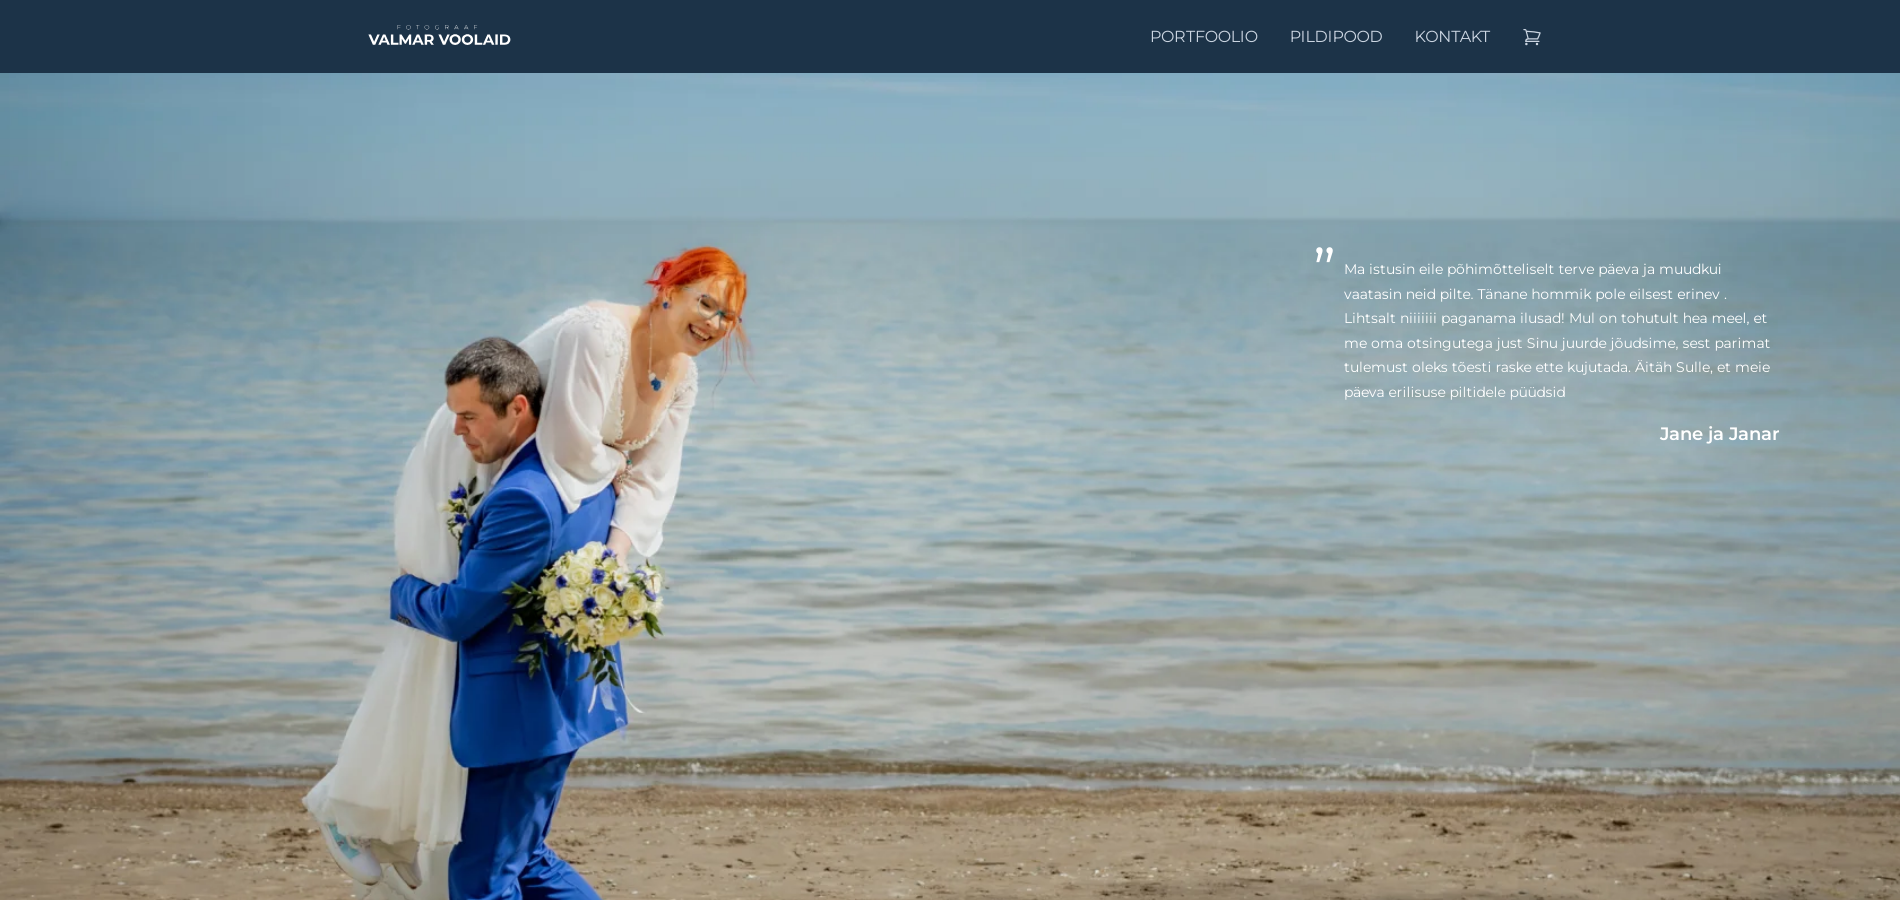 FOTOGRAAF
VALMAR VOOLAID
PORTFOOLIO
PILDIPOOD
KONTAKT
”
Ma istusin eile põhimõtteliselt terve päeva ja muudkui
vaatasin neid pilte. Tänane hommik pole eilsest erinev .
Lihtsalt niiiiiii paganama ilusad! Mul on tohutult hea meel, et
me oma otsingutega just Sinu juurde jõudsime, sest parimat
tulemust oleks tõesti raske ette kujutada. Äitäh Sulle, et meie
päeva erilisuse piltidele püüdsid
Jane ja Janar